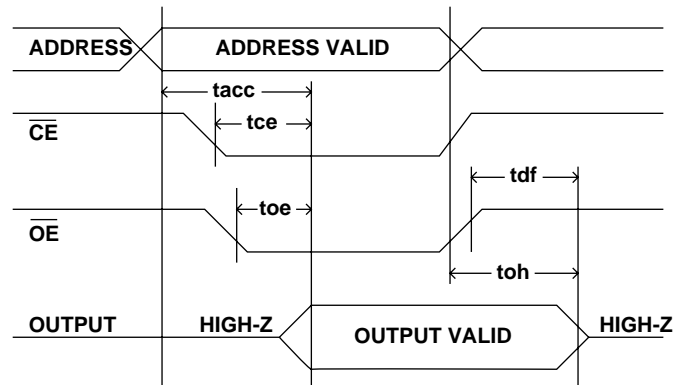 ADDRESS
ADDRESS VALID
tacc
tce
CE
tdf
toe
OE
toh
OUTPUT
HIGH-Z
OUTPUT VALID
HIGH-Z